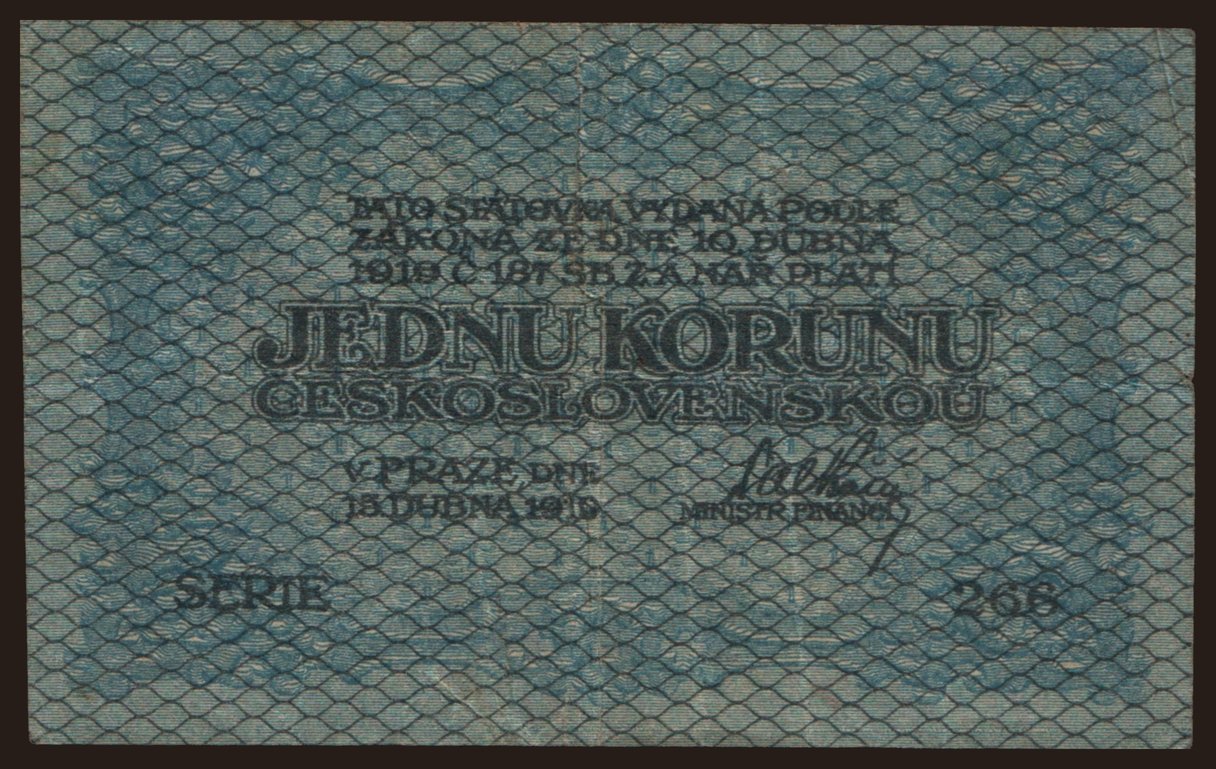 TATO STATOVKA VYDANÁ PODLE
ZÁKONA ZE DNE 10. DUBNA
1919 Č. 187 SB. Z. A NAŘ. PLATÍ
JEDNU KORUNU
ČESKOSLOVENSKOU
V PRAZE, DNE
15. DUBNA 1919
MINISTR FINANCÍ
SERIE 266